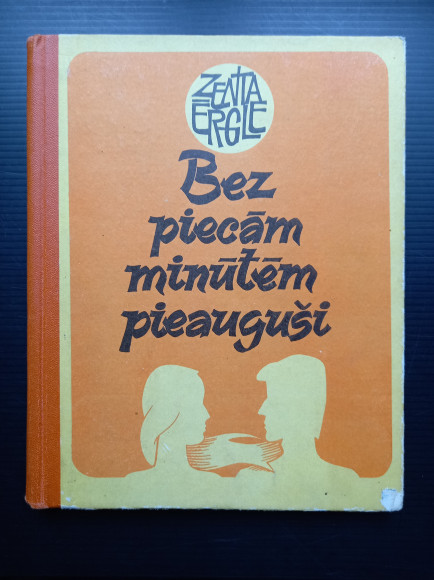 ZENTA
ĒRGLE
Bez
piecām
minūtēm
pieauguši